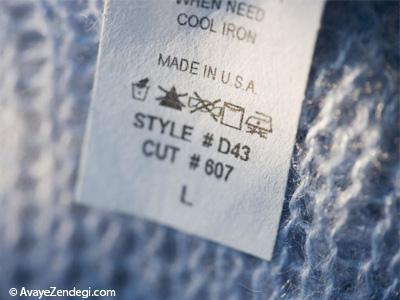 WHEN NEED
COOL IRON
MADE IN U.S.A.
STYLE # D43
CUT # 607
L
© AvayeZendegi.com